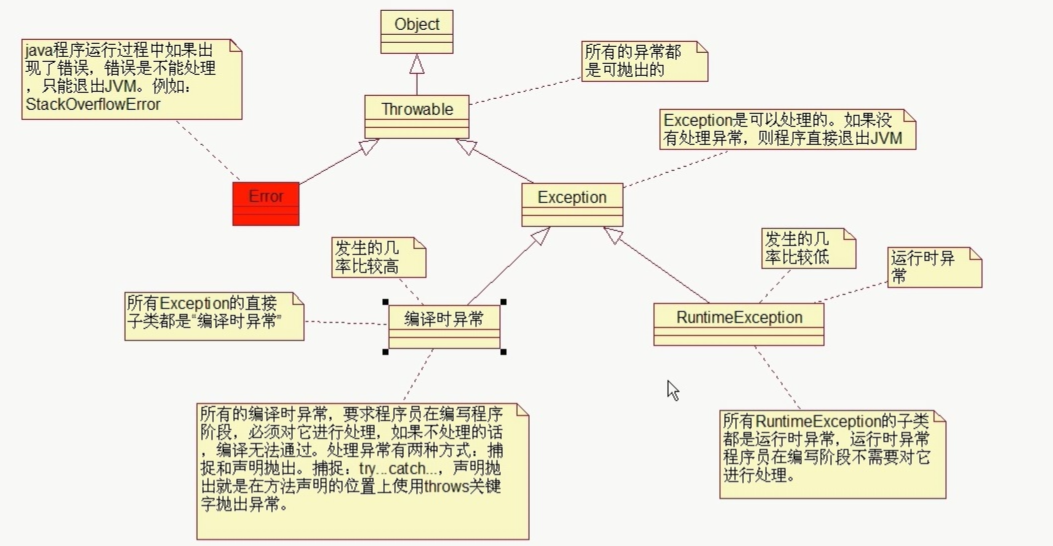 Object
java程序运行过程中如果出
现了错误，错误是不能处理
，只能退出JVM。例如：
StackOverflowError
所有的异常都
是可抛出的
Throwable
Exception是可以处理的。如果没
有处理异常，则程序直接退出JVM
Error
Exception
发生的几
率比较高
发生的几
率比较低
运行时异
常
所有Exception的直接
子类都是"编译时异常"
编译时异常
RuntimeException
所有的编译时异常，要求程序员在编写程序
阶段，必须对它进行处理，如果不处理的话
，编译无法通过。处理异常有两种方式：捕
捉和声明抛出。捕捉：try...catch...，声明抛
出就是在方法声明的位置上使用throws关键
字抛出异常。
所有RuntimeException的子类
都是运行时异常，运行时异常
程序员在编写阶段不需要对它
进行处理。